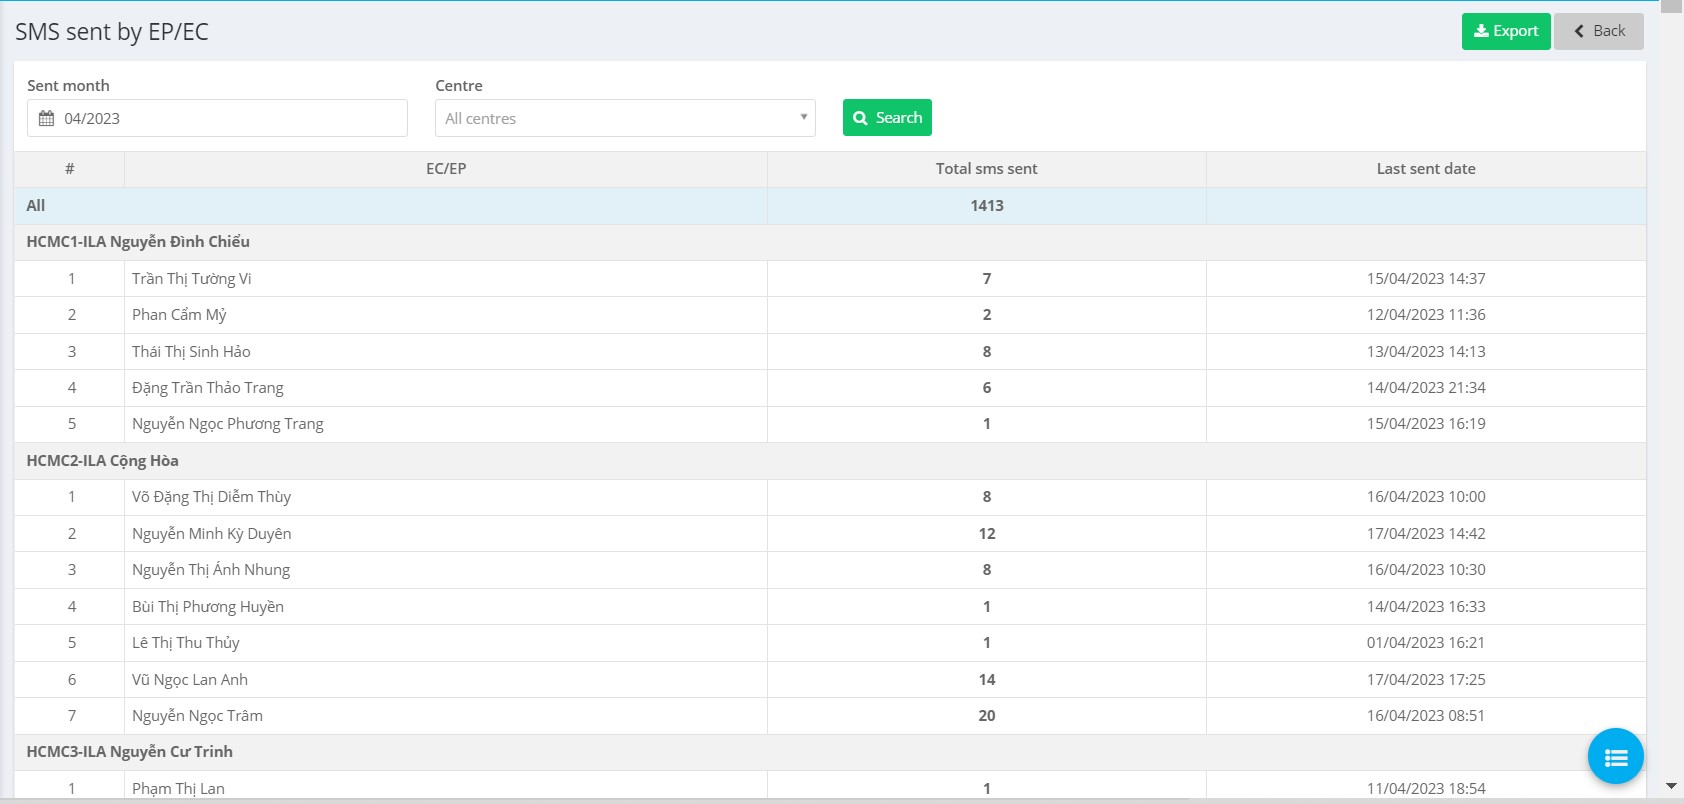 SMS sent by EP/EC
Export Back
Sent month Centre
04/2023 All centres Search
# EC/EP Total sms sent Last sent date
All 1413
HCMC1-ILA Nguyễn Đình Chiểu
1 Trần Thị Tường Vi 7 15/04/2023 14:37
2 Phan Cẩm Mỷ 2 12/04/2023 11:36
3 Thái Thị Sinh Hảo 8 13/04/2023 14:13
4 Đặng Trần Thảo Trang 6 14/04/2023 21:34
5 Nguyễn Ngọc Phương Trang 1 15/04/2023 16:19
HCMC2-ILA Cộng Hòa
1 Võ Đặng Thị Diễm Thùy 8 16/04/2023 10:00
2 Nguyễn Minh Kỳ Duyên 12 17/04/2023 14:42
3 Nguyễn Thị Ánh Nhung 8 16/04/2023 10:30
4 Bùi Thị Phương Huyền 1 14/04/2023 16:33
5 Lê Thị Thu Thủy 1 01/04/2023 16:21
6 Vũ Ngọc Lan Anh 14 17/04/2023 17:25
7 Nguyễn Ngọc Trâm 20 16/04/2023 08:51
HCMC3-ILA Nguyễn Cư Trinh
1 Phạm Thị Lan 1 11/04/2023 18:54